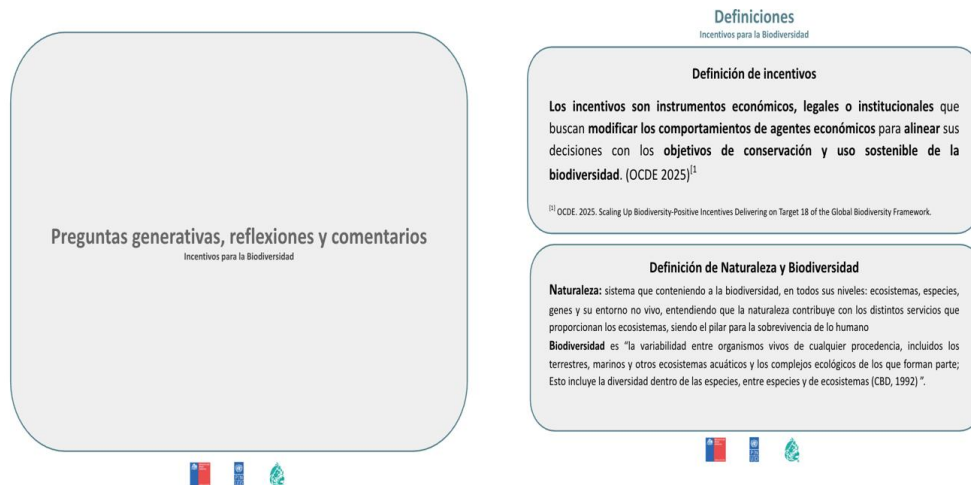 Preguntas generativas, reflexiones y comentarios
Incentivos para la Biodiversidad
Definiciones
Incentivos para la Biodiversidad
Definición de incentivos
Los incentivos son instrumentos económicos, legales o institucionales que
buscan modificar los comportamientos de agentes económicos para alinear sus
decisiones con los objetivos de conservación y uso sostenible de la
biodiversidad. (OCDE 2025)[1
[1] OCDE. 2025. Scaling Up Biodiversity-Positive Incentives Delivering on Target 18 of the Global Biodiversity Framework.
Definición de Naturaleza y Biodiversidad
Naturaleza: sistema que conteniendo a la biodiversidad, en todos sus niveles: ecosistemas, especies,
genes y su entorno no vivo, entendiendo que la naturaleza contribuye con los distintos servicios que
proporcionan los ecosistemas, siendo el pilar para la sobrevivencia de lo humano
Biodiversidad es “la variabilidad entre organismos vivos de cualquier procedencia, incluidos los
terrestres, marinos y otros ecosistemas acuáticos y los complejos ecológicos de los que forman parte;
Esto incluye la diversidad dentro de las especies, entre especies y de ecosistemas (CBD, 1992) ”.